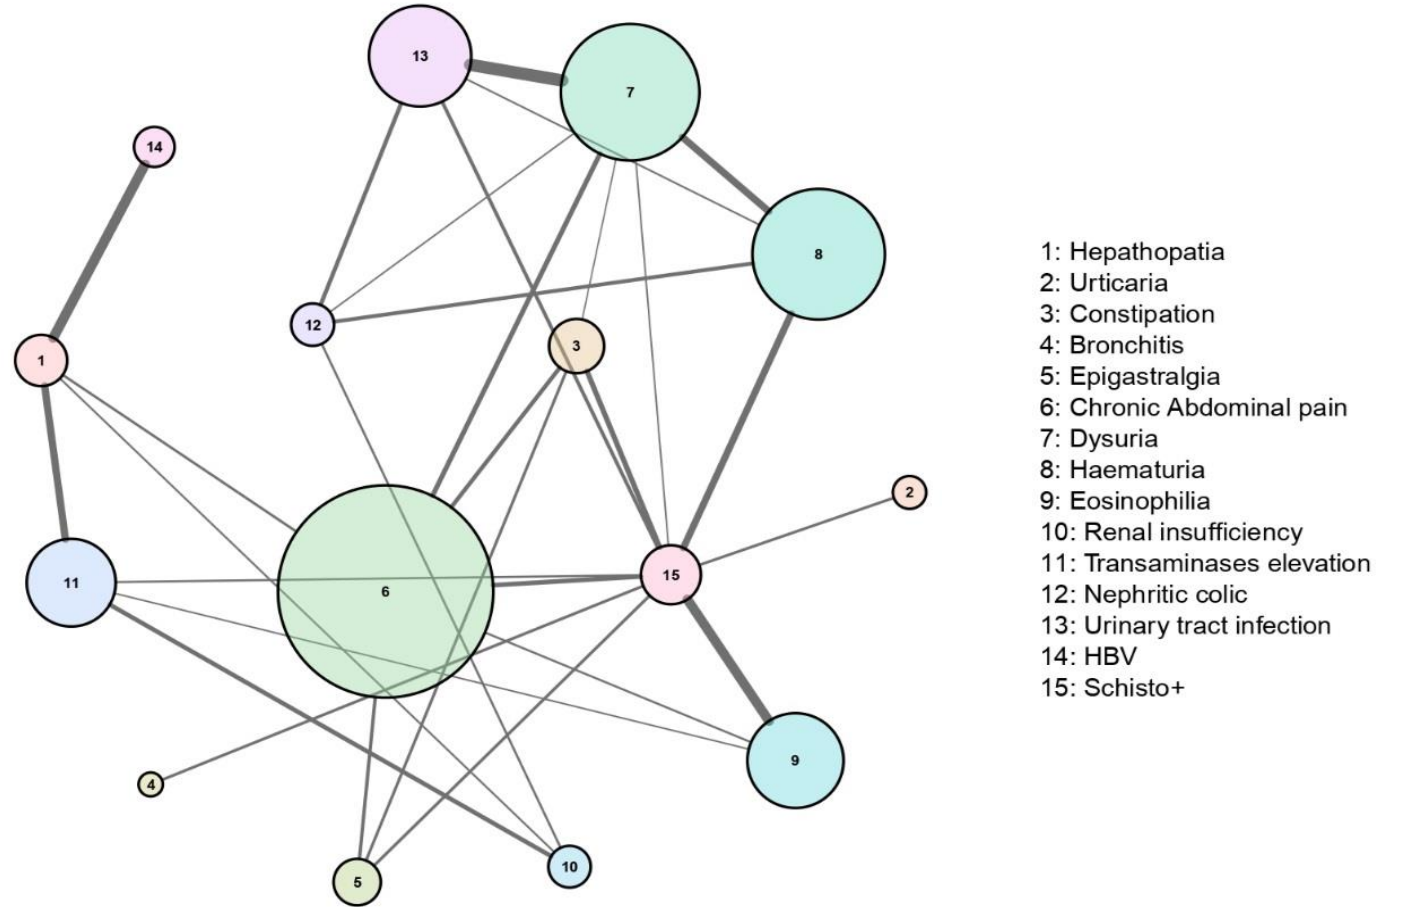 13
7
14
8
12
3
1
2
15
11
6
9
4
10
5
1: Hepathopatia
2: Urticaria
3: Constipation
4: Bronchitis
5: Epigastralgia
6: Chronic Abdominal pain
7: Dysuria
8: Haematuria
9: Eosinophilia
10: Renal insufficiency
11: Transaminases elevation
12: Nephritic colic
13: Urinary tract infection
14: HBV
15: Schisto+